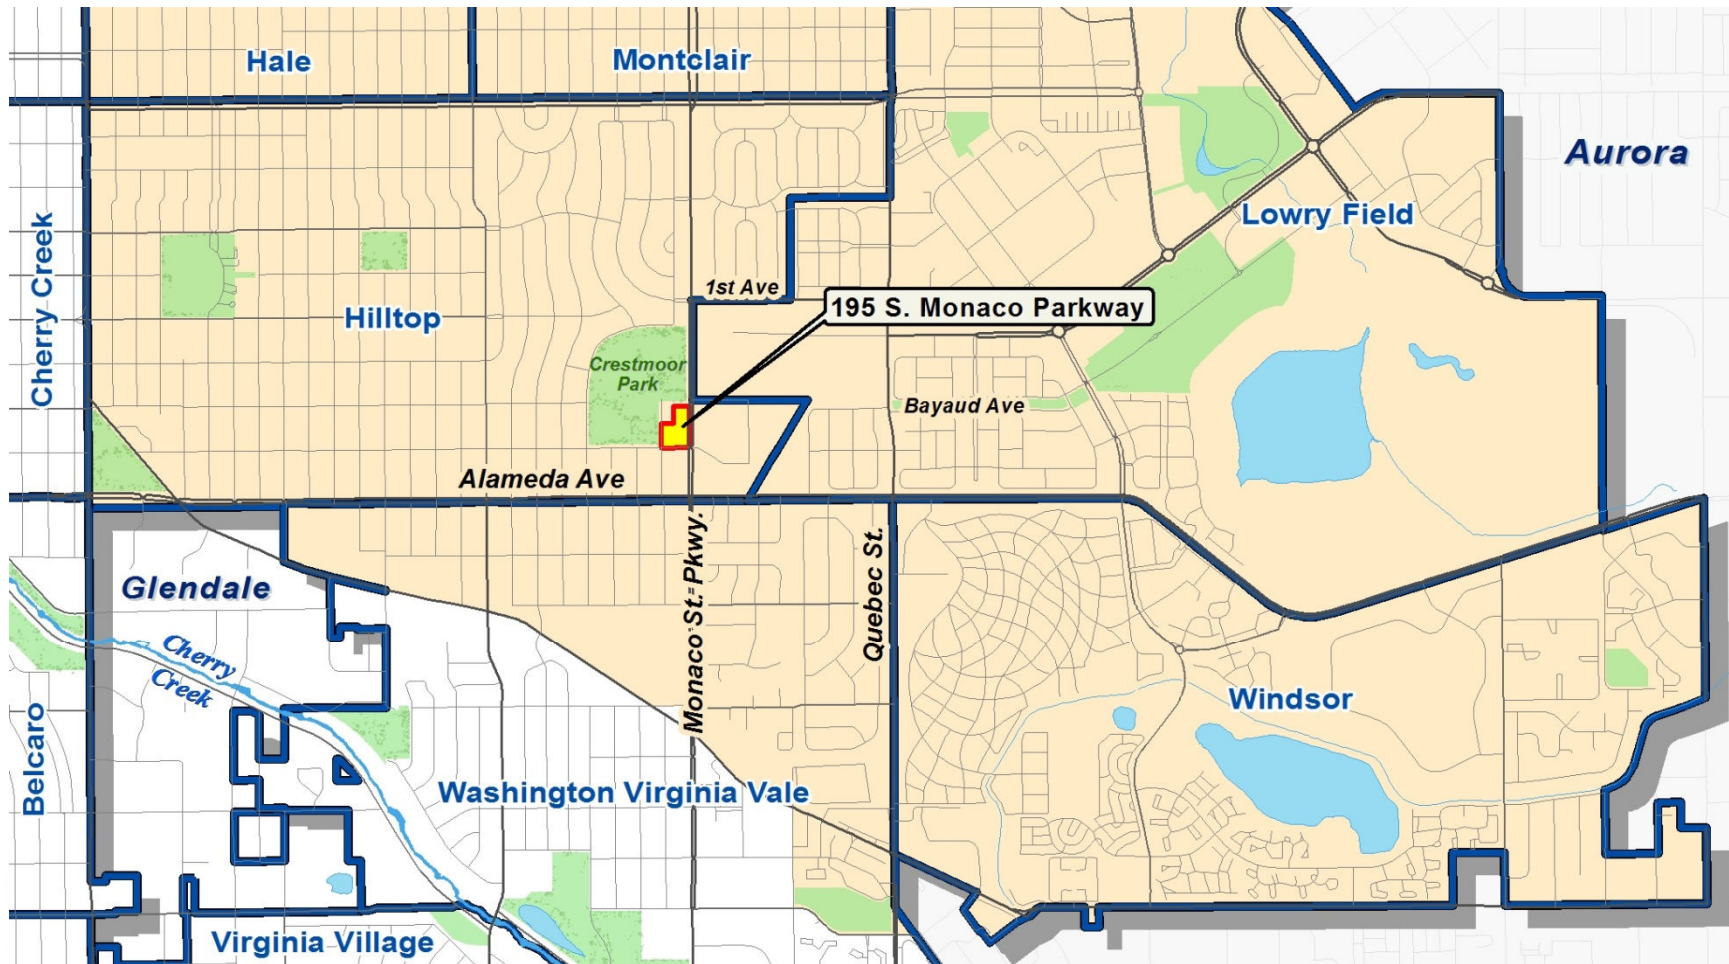 Hale
Montclair
Aurora
Lowry Field
Cherry Creek
1st Ave
195 S. Monaco Parkway
Hilltop
Crestmoor
Park
Bayaud Ave
Alameda Ave
Monaco St. Pkwy.
Quebec St.
Glendale
Cherry
Creek
Windsor
Belcaro
Washington Virginia Vale
Virginia Village